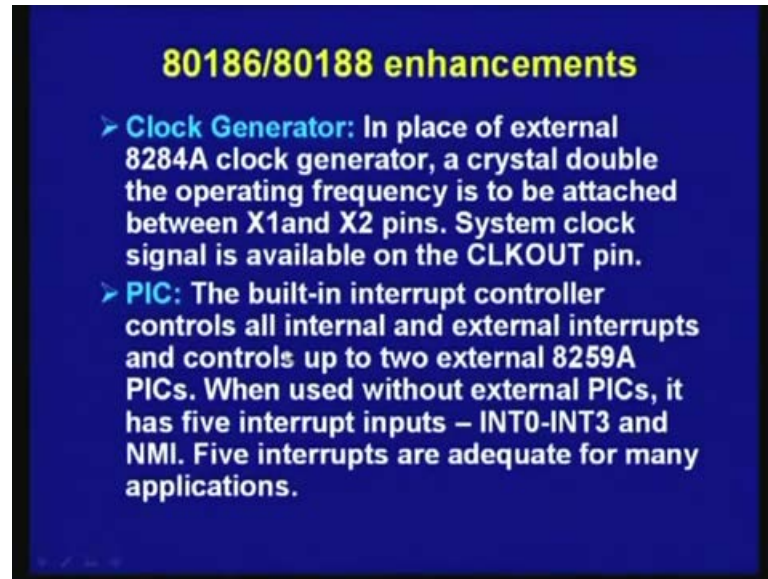 80186/80188 enhancements
➢ Clock Generator: In place of external
8284A clock generator, a crystal double
the operating frequency is to be attached
between X1and X2 pins. System clock
signal is available on the CLKOUT pin.
➢ PIC: The built-in interrupt controller
controls all internal and external interrupts
and controls up to two external 8259A
PICs. When used without external PICs, it
has five interrupt inputs – INT0-INT3 and
NMI. Five interrupts are adequate for many
applications.